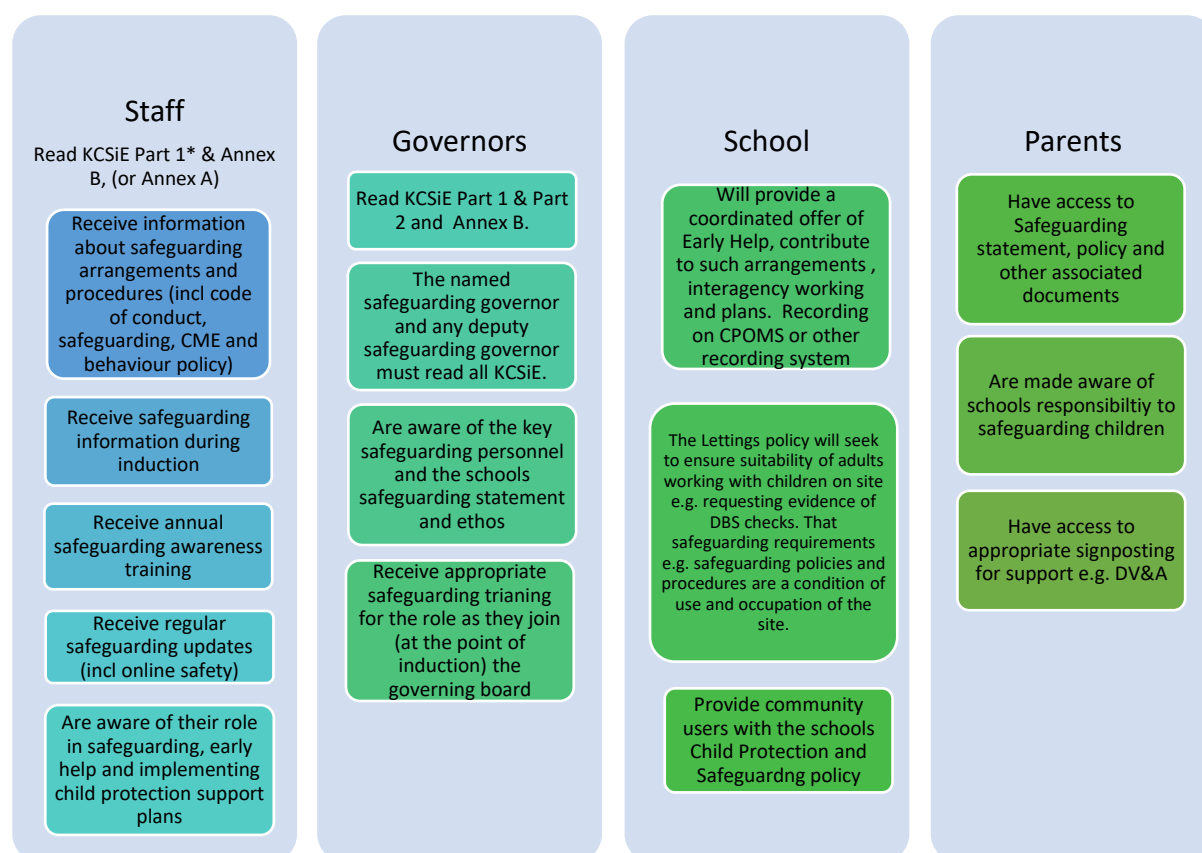 Staff
Read KCSiE Part 1* & Annex
B, (or Annex A)
Receive information
about safeguarding
arrangements and
procedures (incl code
of conduct,
safeguarding, CME and
behaviour policy)
Receive safeguarding
information during
induction
Receive annual
safeguarding awareness
training
Receive regular
safeguarding updates
(incl online safety)
Are aware of their role
in safeguarding, early
help and implementing
child protection support
plans
Governors
Read KCSiE Part 1 & Part
2 and Annex B.
The named
safeguarding governor
and any deputy
safeguarding governor
must read all KCSiE.
Are aware of the key
safeguarding personnel
and the schools
safeguarding statement
and ethos
Receive appropriate
safeguarding trianing
for the role as they join
(at the point of
induction) the
governing board
School
Will provide a
coordinated offer of
Early Help, contribute
to such arrangements ,
interagency working
and plans. Recording
on CPOMS or other
recording system
The Lettings policy will seek
to ensure suitability of adults
working with children on site
e.g. requesting evidence of
DBS checks. That
safeguarding requirements
e.g. safeguarding policies and
procedures are a condition of
use and occupation of the
site.
Provide community
users with the schools
Child Protection and
Safeguardng policy
Parents
Have access to
Safeguarding
statement, policy and
other associated
documents
Are made aware of
schools responsibiltiy to
safeguarding children
Have access to
appropriate signposting
for support e.g. DV&A